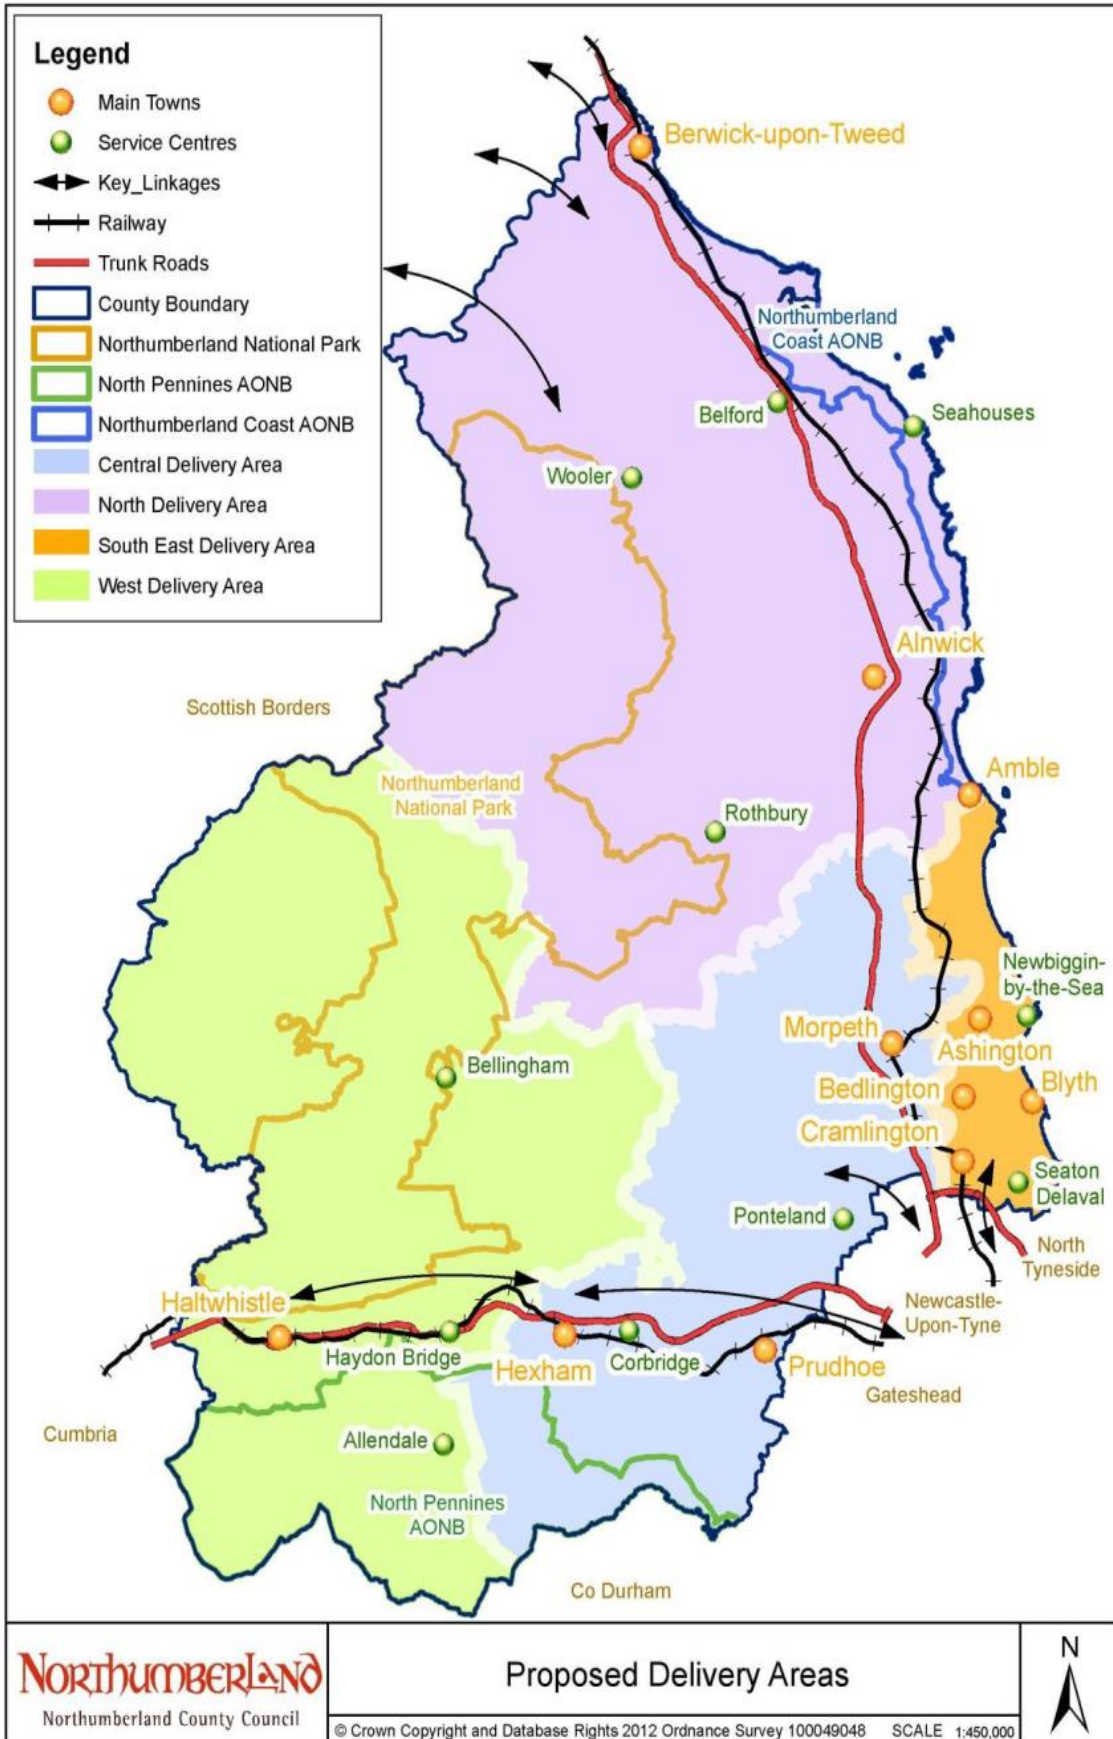 Legend
Main Towns
Service Centres
Key_Linkages
Railway
Trunk Roads
County Boundary
Northumberland National Park
North Pennines AONB
Northumberland Coast AONB
Central Delivery Area
North Delivery Area
South East Delivery Area
West Delivery Area
Berwick-upon-Tweed
Northumberland
Coast AONB
Belford
Seahouses
Wooler
Alnwick
Scottish Borders
Northumberland
National Park
Amble
Rothbury
Newbiggin-
by-the-Sea
Morpeth
Ashington
Bellingham
Bedlington
Blyth
Cramlington
Seaton
Delaval
Ponteland
North
Tyneside
Haltwhistle
Newcastle-
Upon-Tyne
Haydon Bridge
Hexham
Corbridge
Prudhoe
Gateshead
Cumbria
Allendale
North Pennines
AONB
Co Durham
NORTHUMBERLAND
Northumberland County Council
Proposed Delivery Areas
© Crown Copyright and Database Rights 2012 Ordnance Survey 100049048 SCALE 1:450,000
N